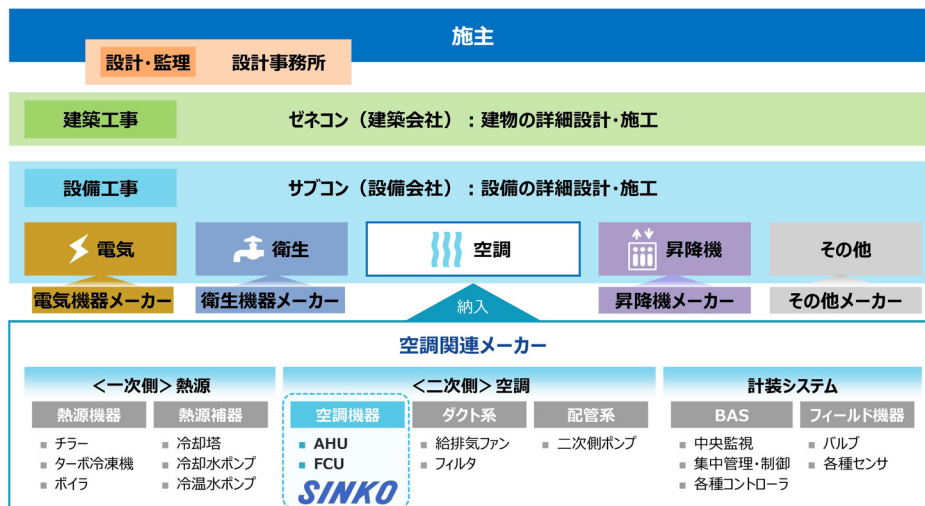 施主
設計・監理 設計事務所
建築工事 ゼネコン（建築会社）：建物の詳細設計・施工
設備工事 サブコン（設備会社）：設備の詳細設計・施工
電気 衛生 空調 昇降機 その他
電気機器メーカー 衛生機器メーカー 納入 昇降機メーカー その他メーカー
空調関連メーカー
＜一次側＞熱源
熱源機器
▪ チラー
▪ ターボ冷凍機
▪ ボイラ
熱源補器
▪ 冷却塔
▪ 冷却水ポンプ
▪ 冷温水ポンプ
＜二次側＞空調
空調機器
▪ AHU
▪ FCU
SINKO
ダクト系
▪ 給排気ファン
▪ フィルタ
配管系
▪ 二次側ポンプ
計装システム
BAS
▪ 中央監視
▪ 集中管理・制御
▪ 各種コントローラ
フィールド機器
▪ バルブ
▪ 各種センサ